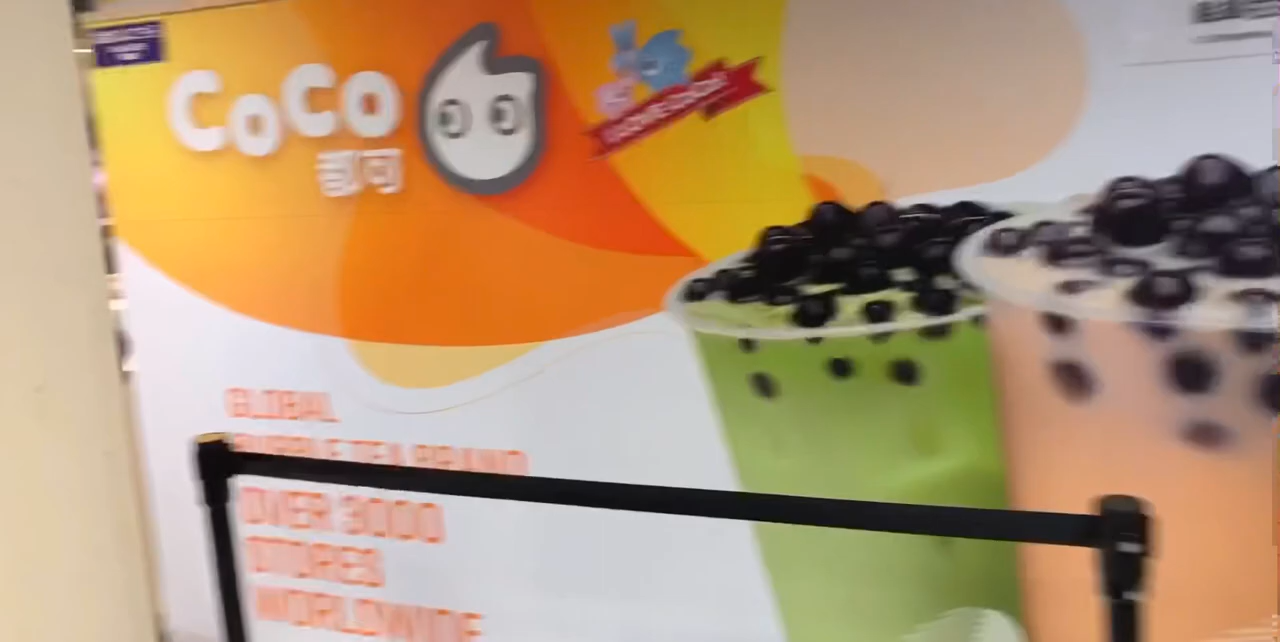 CoCo
都可
GLOBAL
BUBBLE TEA BRAND
OVER 3000
STORES
WORLDWIDE